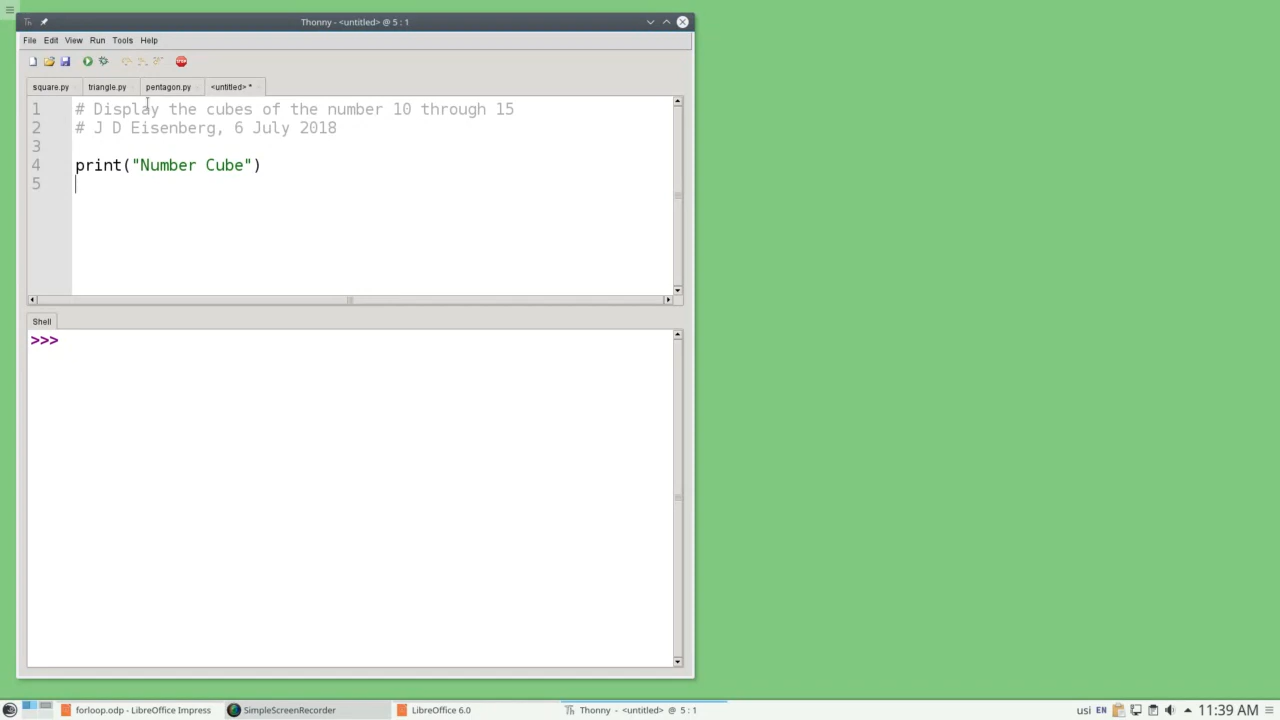 Thonny - <untitled> @ 5 : 1
File Edit View Run Tools Help
square.py triangle.py pentagon.py <untitled> *
1 # Display the cubes of the number 10 through 15
2 # J D Eisenberg, 6 July 2018
3
4 print("Number Cube")
5
Shell
>>>
forloop.odp - LibreOffice Impress SimpleScreenRecorder LibreOffice 6.0 Thonny - <untitled> @ 5 : 1 usi EN 11:39 AM